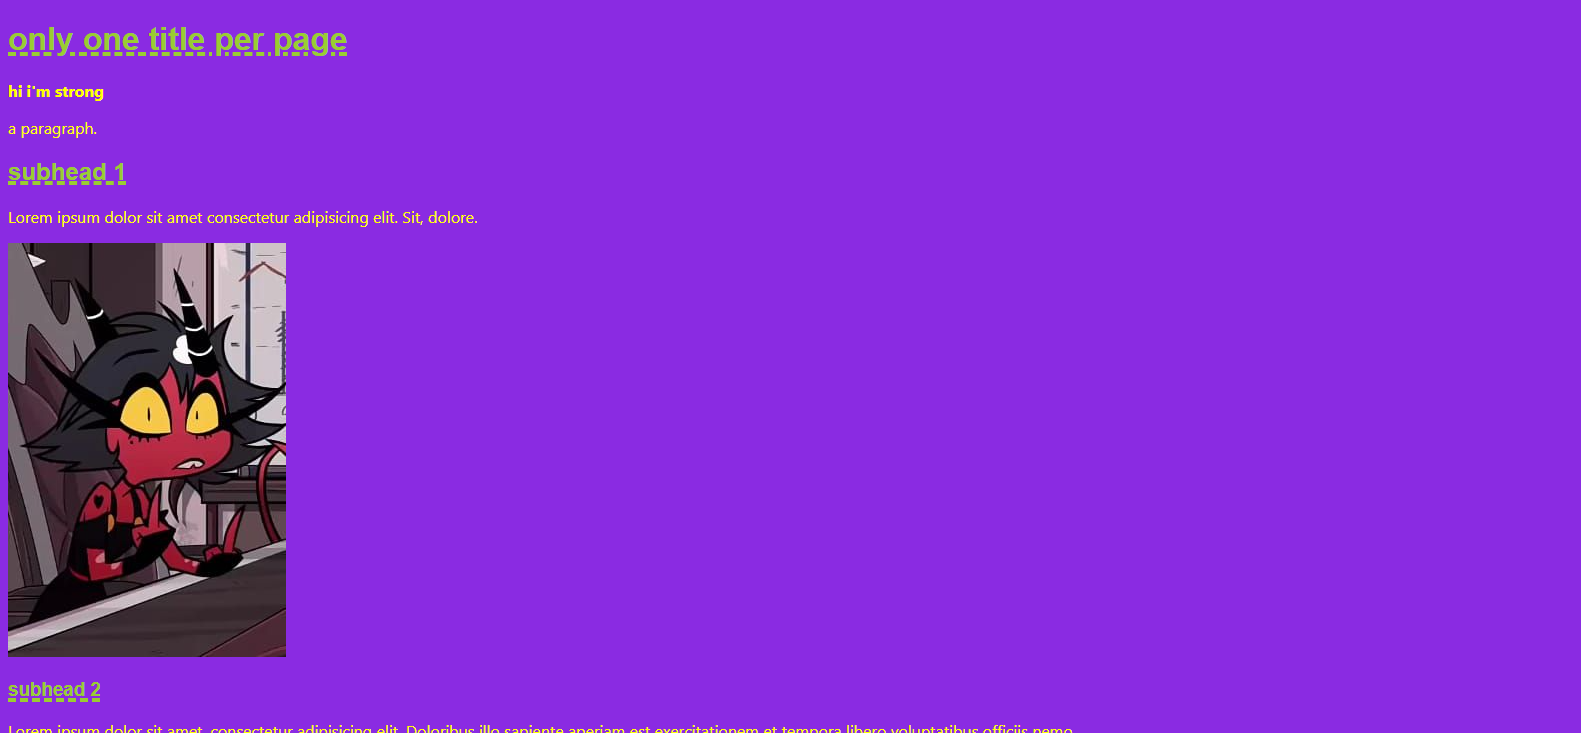 only one title per page
hi i'm strong
a paragraph.
subhead 1
Lorem ipsum dolor sit amet consectetur adipisicing elit. Sit, dolore.
subhead 2
Lorem ipsum dolor sit amet, consectetur adipisicing elit. Doloribus illo sapiente aperiam est exercitationem et tempora libero voluptatibus officiis nemo